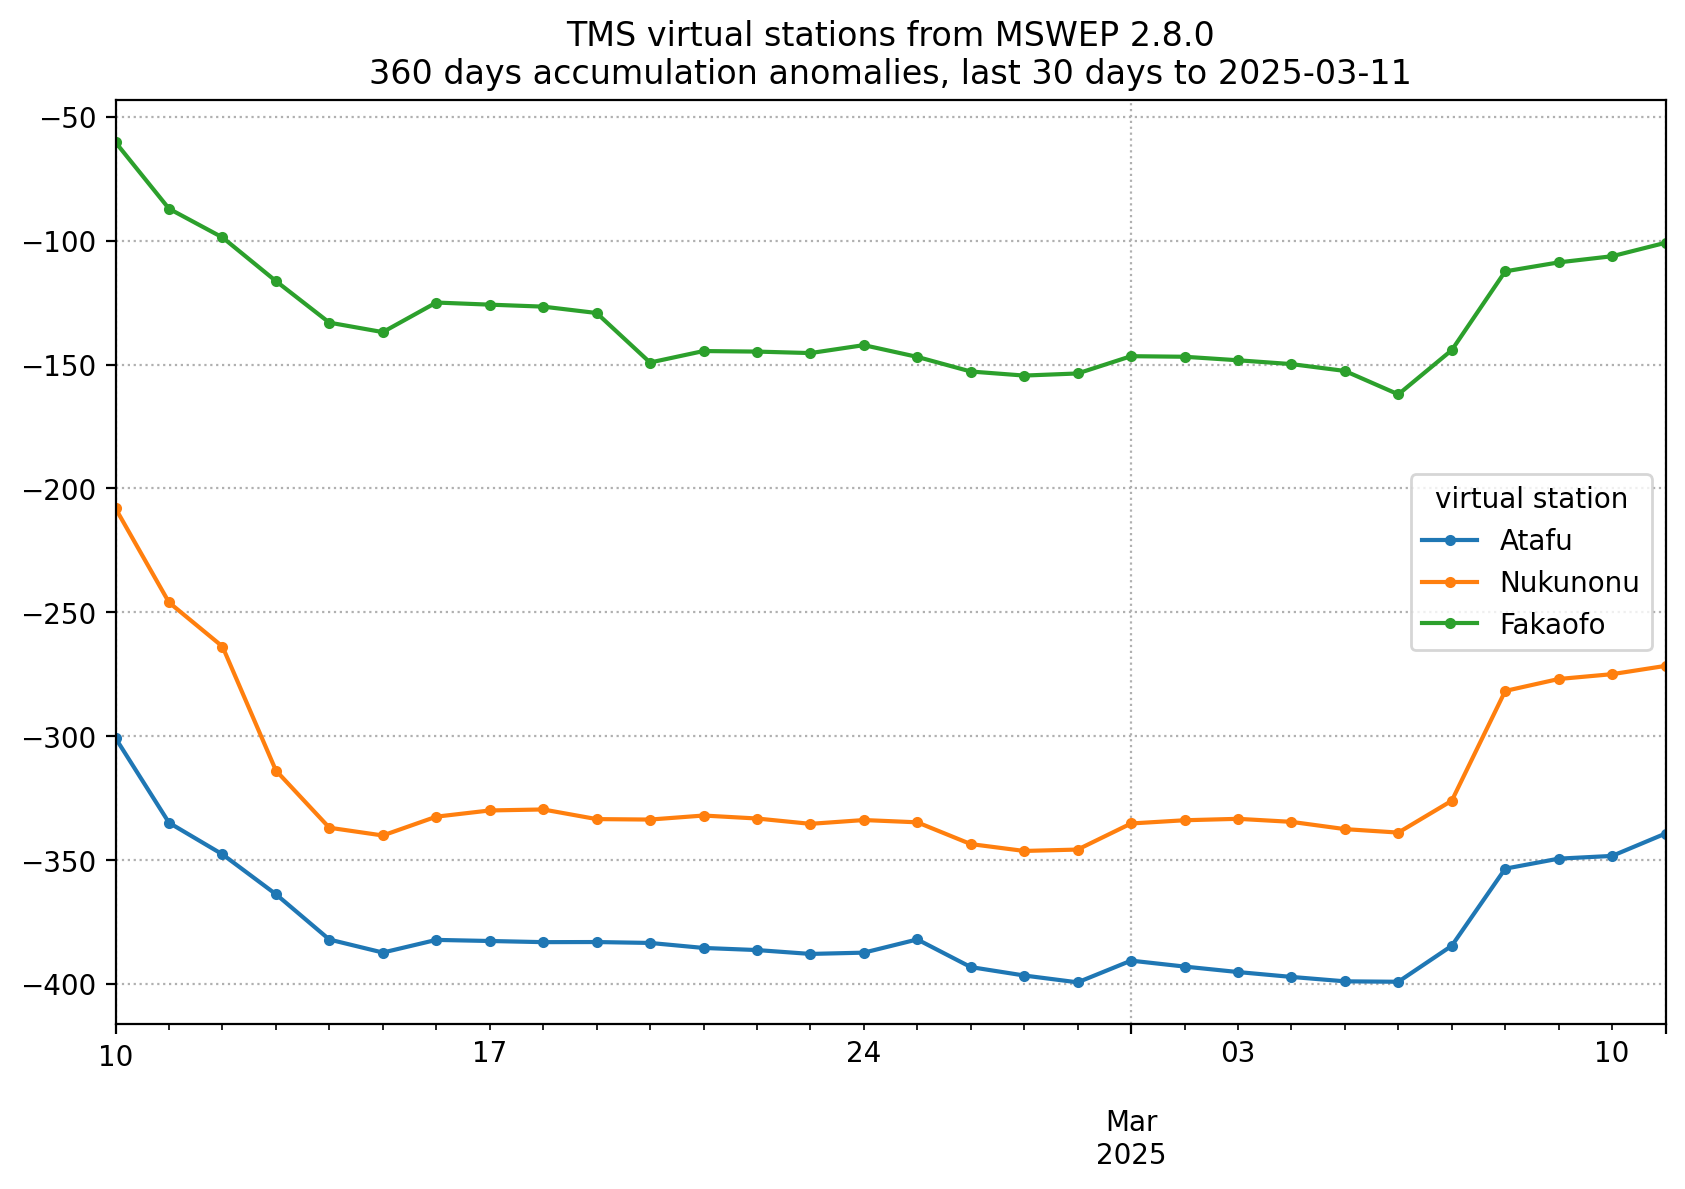 TMS virtual stations from MSWEP 2.8.0
360 days accumulation anomalies, last 30 days to 2025-03-11
−50
−100
−150
−200
−250
−300
−350
−400
virtual station
Atafu
Nukunonu
Fakaofo
10 17 24 03 10
Mar
2025